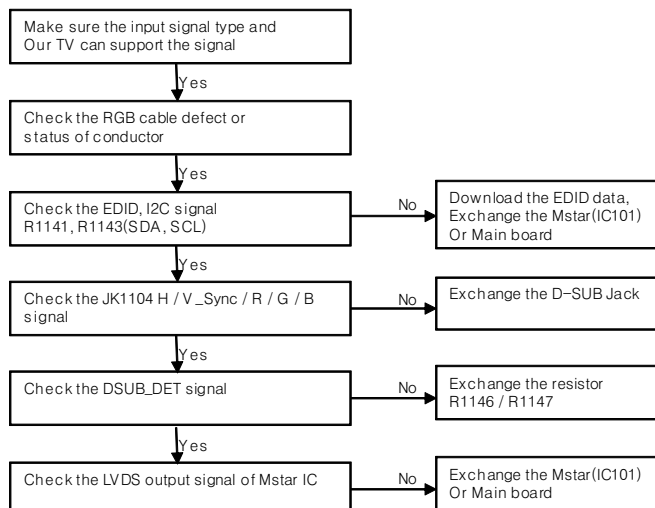 Make sure the input signal type and
Our TV can support the signal
Yes
Check the RGB cable defect or
status of conductor
Yes
Check the EDID, I2C signal
R1141, R1143(SDA, SCL)
No
Download the EDID data,
Exchange the Mstar(IC101)
Or Main board
Yes
Check the JK1104 H / V_Sync / R / G / B
signal
No
Exchange the D-SUB Jack
Yes
Check the DSUB_DET signal
No
Exchange the resistor
R1146 / R1147
Yes
Check the LVDS output signal of Mstar IC
No
Exchange the Mstar(IC101)
Or Main board